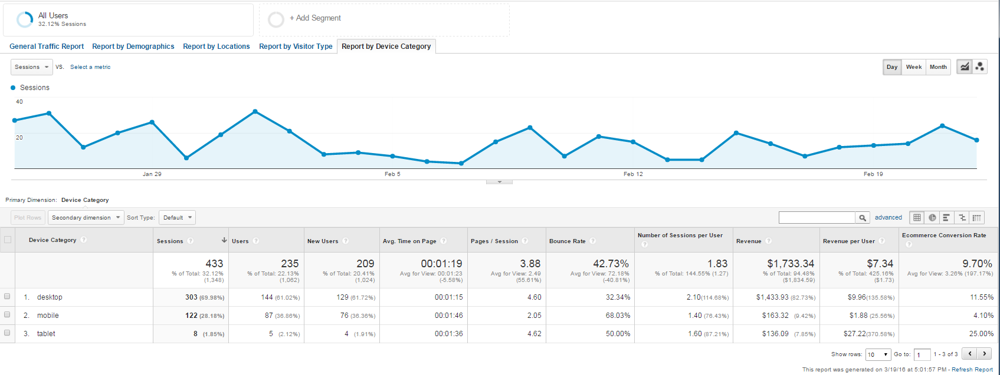 All Users
32.12% Sessions
+ Add Segment
General Traffic Report Report by Demographics Report by Locations Report by Visitor Type Report by Device Category
Sessions VS. Select a metric Day Week Month
Sessions
40
20
Jan 29 Feb 5 Feb 12 Feb 19
Primary Dimension: Device Category
Plot Rows Secondary dimension Sort Type: Default advanced
Device Category ? Sessions ? Users ? New Users ? Avg. Time on Page ? Pages / Session ? Bounce Rate ? Number of Sessions per User ? Revenue ? Revenue per User ? Ecommerce Conversion Rate ?
433 235 209 00:01:19 3.88 42.73% 1.83 $1,733.34 $7.34 9.70%
% of Total: 32.12% % of Total: 22.13% % of Total: 20.41% Avg for View: 00:01:23 Avg for View: 2.49 Avg for View: 72.18% % of Total: 144.55% (1.27) % of Total: 94.48% % of Total: 425.16% Avg for View: 3.26% (197.17%)
(1,348) (1,062) (1,024) (-5.58%) (55.61%) (-40.81%) ($1,834.59) ($1.73)
1. desktop 303 (69.98%) 144 (61.02%) 129 (61.72%) 00:01:15 4.60 32.34% 2.10(114.68%) $1,433.93 (82.73%) $9.96(135.58%) 11.55%
2. mobile 122 (28.18%) 87 (36.86%) 76 (36.36%) 00:01:46 2.05 68.03% 1.40 (76.43%) $163.32 (9.42%) $1.88 (25.56%) 4.10%
3. tablet 8 (1.85%) 5 (2.12%) 4 (1.91%) 00:01:36 4.62 50.00% 1.60 (87.21%) $136.09 (7.85%) $27.22(370.58%) 25.00%
Show rows: 10 Go to: 1 1 - 3 of 3
This report was generated on 3/19/16 at 5:01:57 PM - Refresh Report